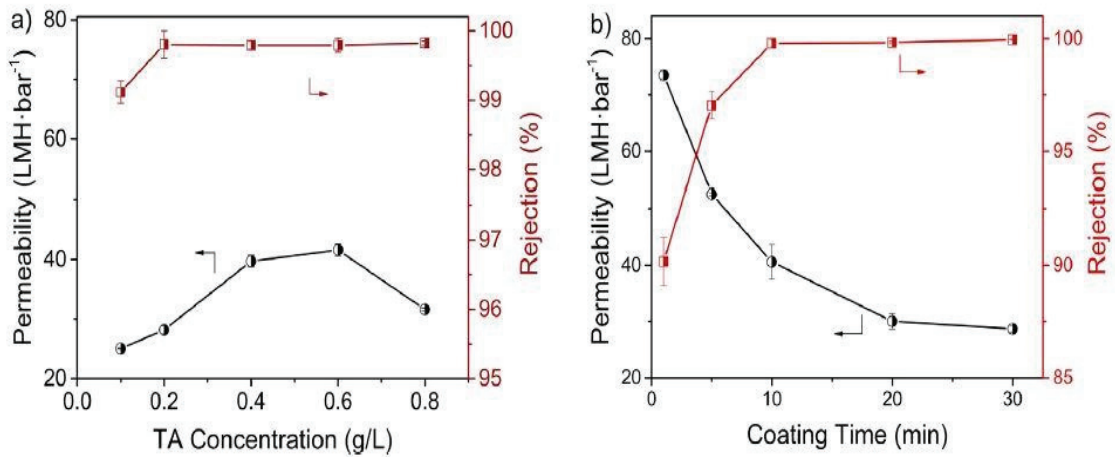 a)
Permeability (LMH·bar⁻¹)
80
60
40
20
0.0 0.2 0.4 0.6 0.8
TA Concentration (g/L)
100
99
98
97
96
95
Rejection (%)
b)
Permeability (LMH·bar⁻¹)
80
60
40
20
0 10 20 30
Coating Time (min)
100
95
90
85
Rejection (%)